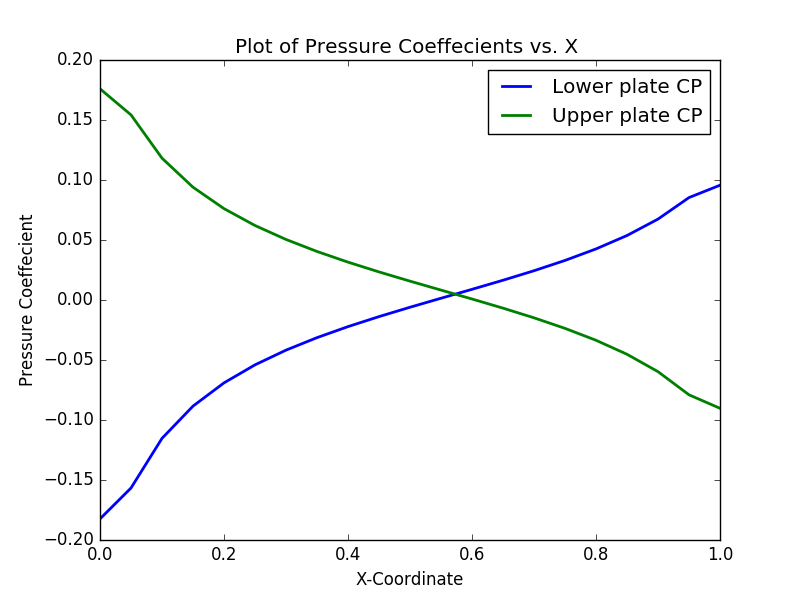 Plot of Pressure Coeffecients vs. X
Lower plate CP
Upper plate CP
Pressure Coeffecient
0.20
0.15
0.10
0.05
0.00
−0.05
−0.10
−0.15
−0.20
0.0 0.2 0.4 0.6 0.8 1.0
X-Coordinate